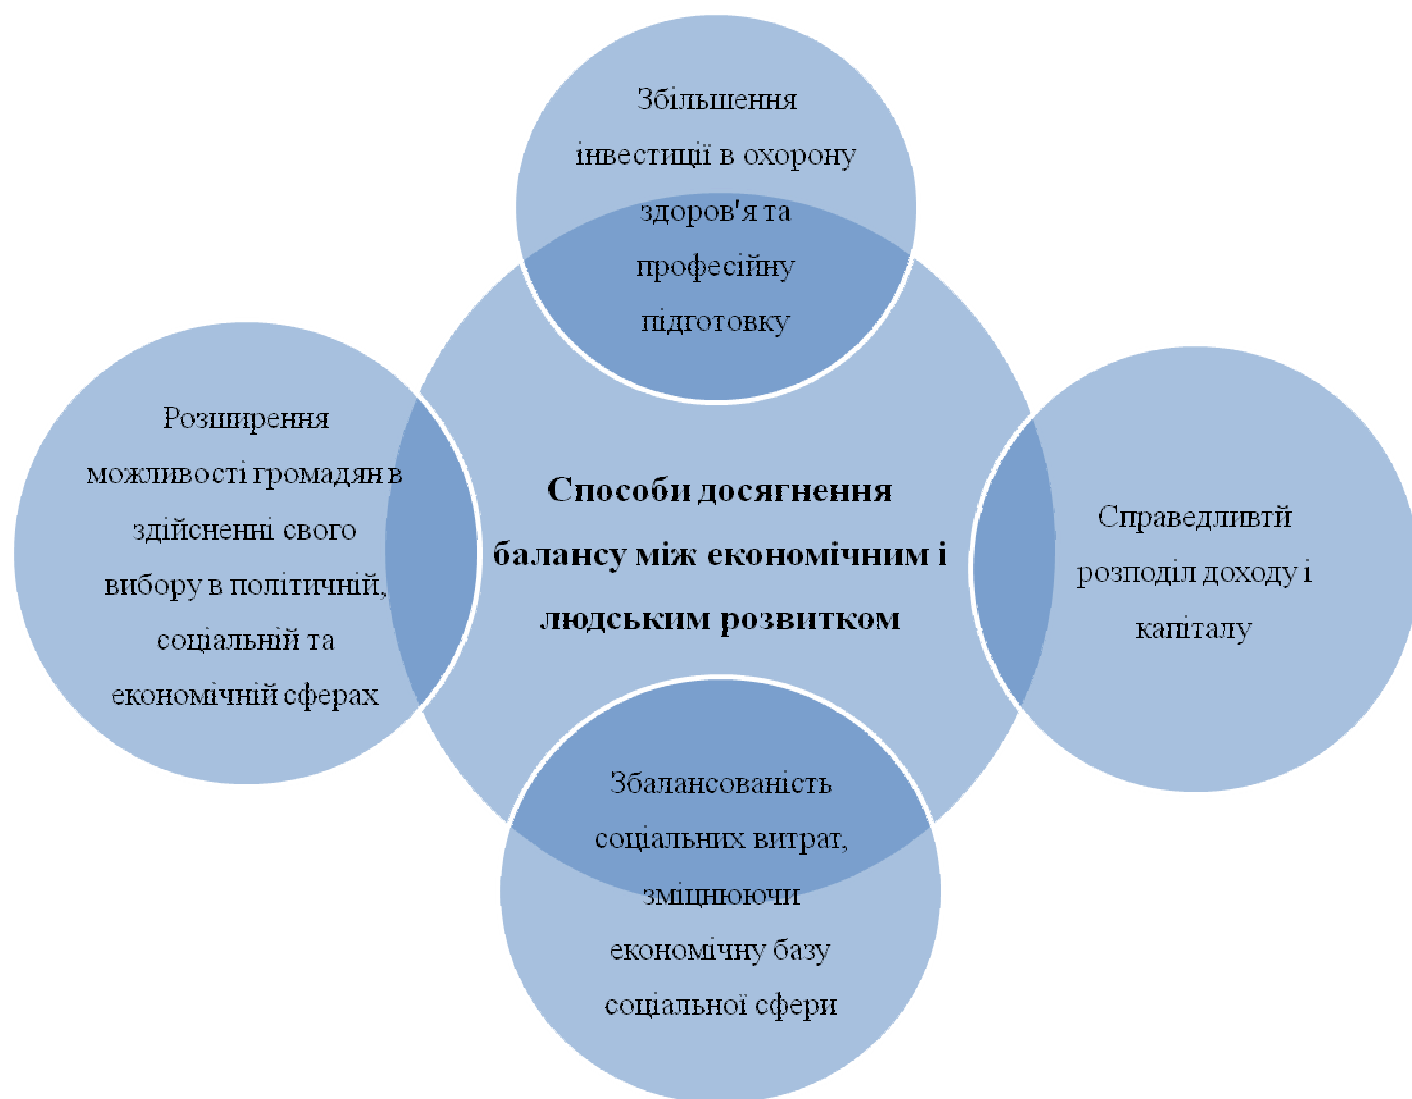 Збільшення
інвестиції в охорону
здоров'я та
професійну
підготовку
Розширення
можливості громадян в
здійсненні свого
вибору в політичній,
соціальній та
економічній сферах
Способи досягнення
балансу між економічним і
людським розвитком
Справедливтй
розподіл доходу і
капіталу
Збалансованість
соціальних витрат,
зміцнюючи
економічну базу
соціальної сфери